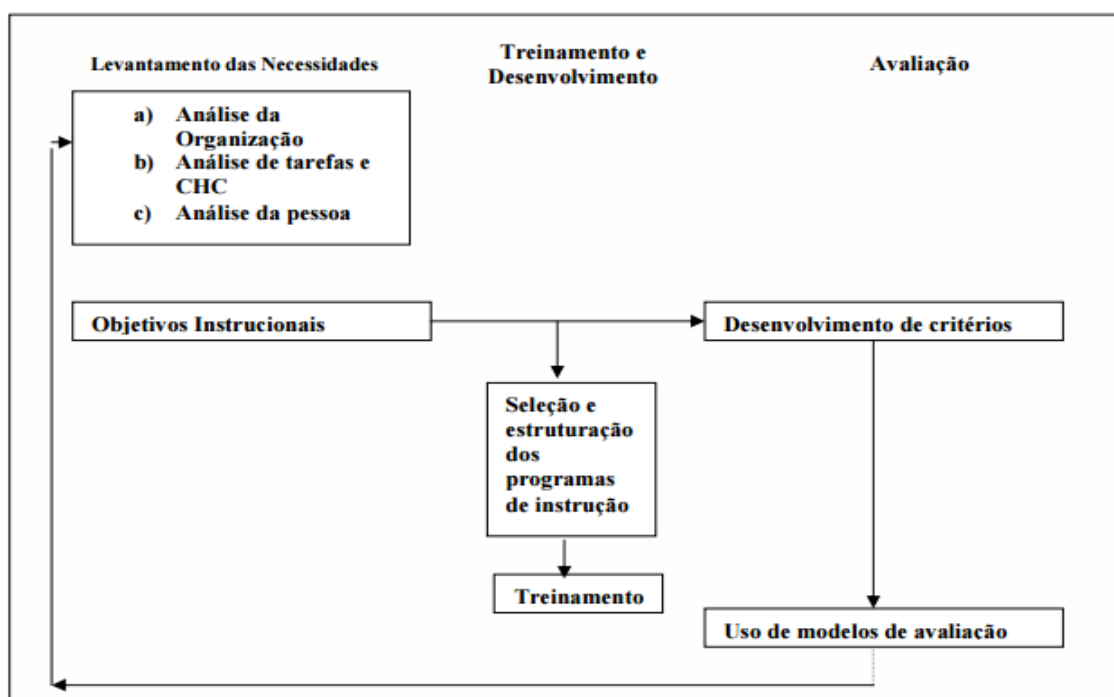 Levantamento das Necessidades
Treinamento e
Desenvolvimento
Avaliação
a) Análise da
Organização
b) Análise de tarefas e
CHC
c) Análise da pessoa
Objetivos Instrucionais
Desenvolvimento de critérios
Seleção e
estruturação
dos
programas
de instrução
Treinamento
Uso de modelos de avaliação